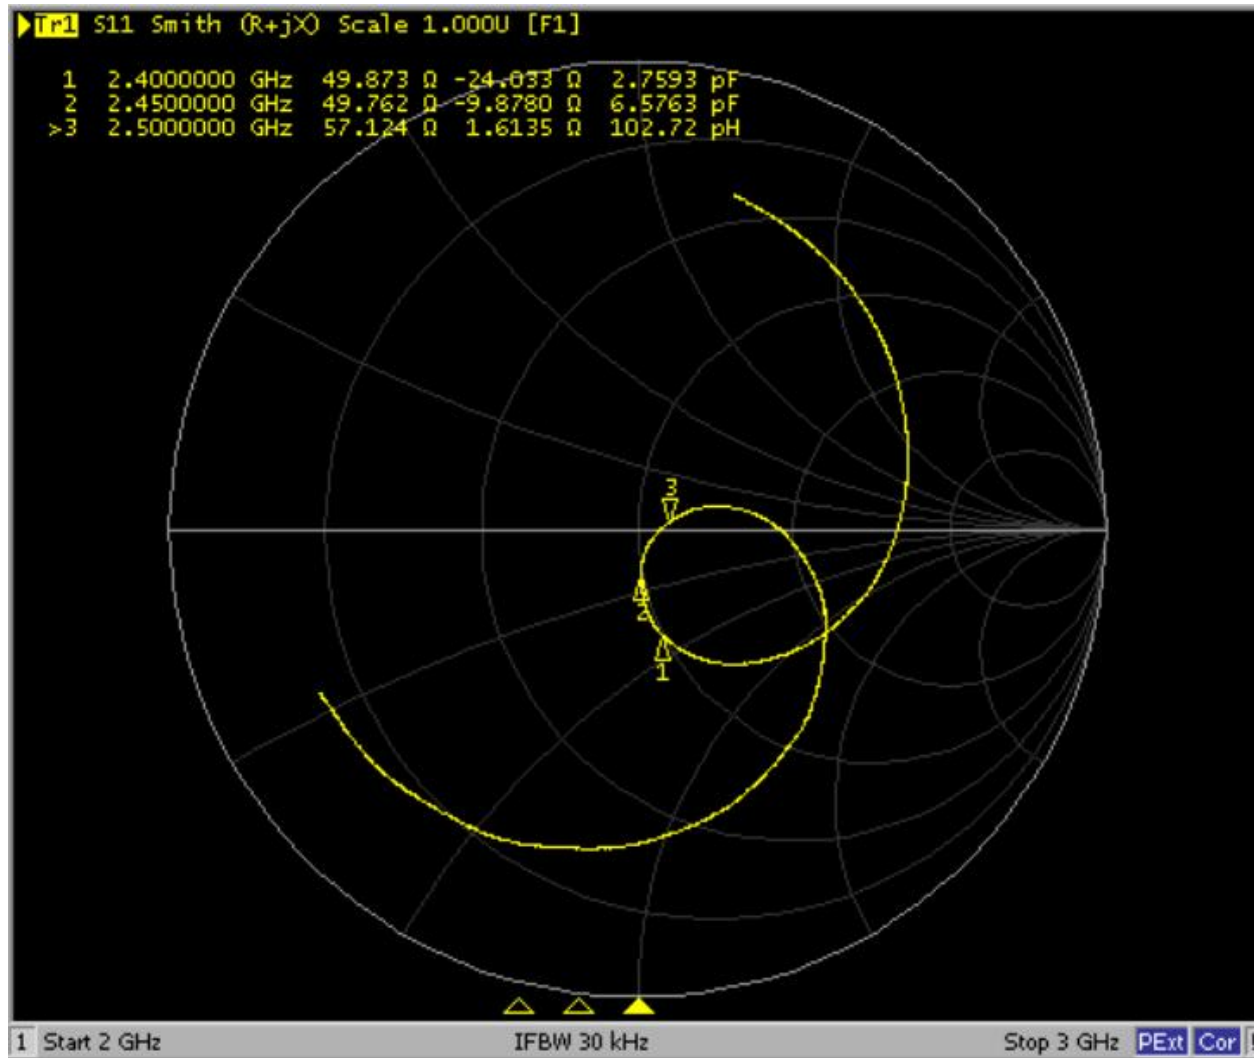 Tr1 S11 Smith (R+jX) Scale 1.000U [F1]
1 2.4000000 GHz 49.873 Ω -24.033 Ω 2.7593 pF
2 2.4500000 GHz 49.762 Ω -9.8780 Ω 6.5763 pF
>3 2.5000000 GHz 57.124 Ω 1.6135 Ω 102.72 pH
3
2
1
1 Start 2 GHz IFBW 30 kHz Stop 3 GHz PExt Cor